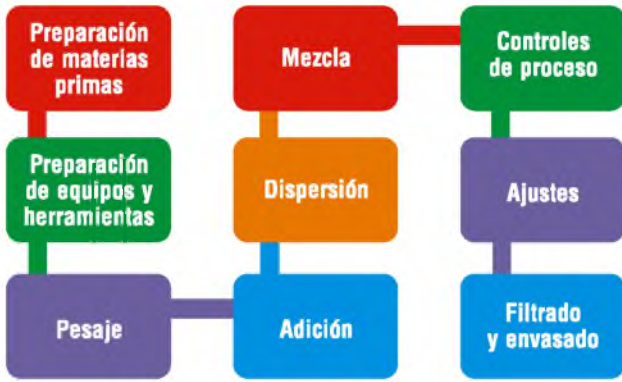 Preparación
de materias
primas
Preparación
de equipos y
herramientas
Pesaje
Adición
Dispersión
Mezcla
Controles
de proceso
Ajustes
Filtrado
y envasado